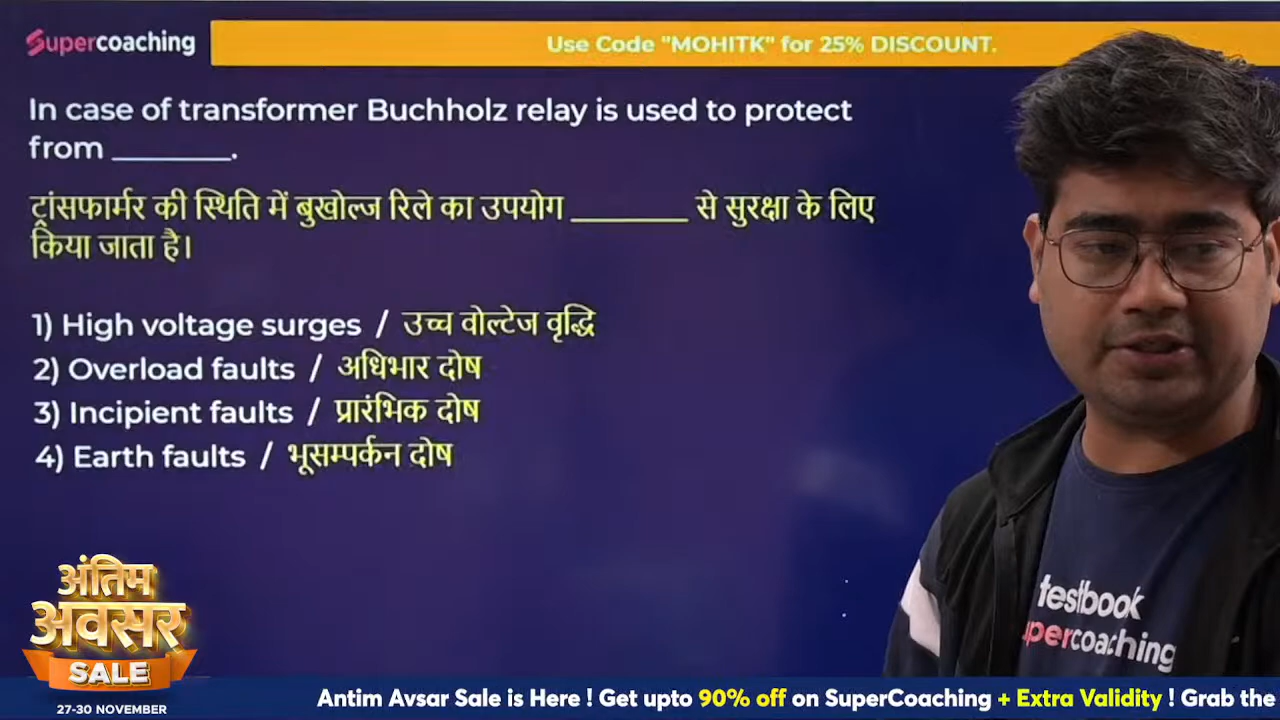 Supercoaching
Use Code "MOHITK" for 25% DISCOUNT.
In case of transformer Buchholz relay is used to protect
from ________.
ट्रांसफार्मर की स्थिति में बुखोल्ज रिले का उपयोग ________ से सुरक्षा के लिए
किया जाता है।
1) High voltage surges / उच्च वोल्टेज वृद्धि
2) Overload faults / अधिभार दोष
3) Incipient faults / प्रारंभिक दोष
4) Earth faults / भूसम्पर्कन दोष
testbook
percoaching
अंतिम
अवसर
SALE
27-30 NOVEMBER
Antim Avsar Sale is Here ! Get upto 90% off on SuperCoaching + Extra Validity ! Grab the